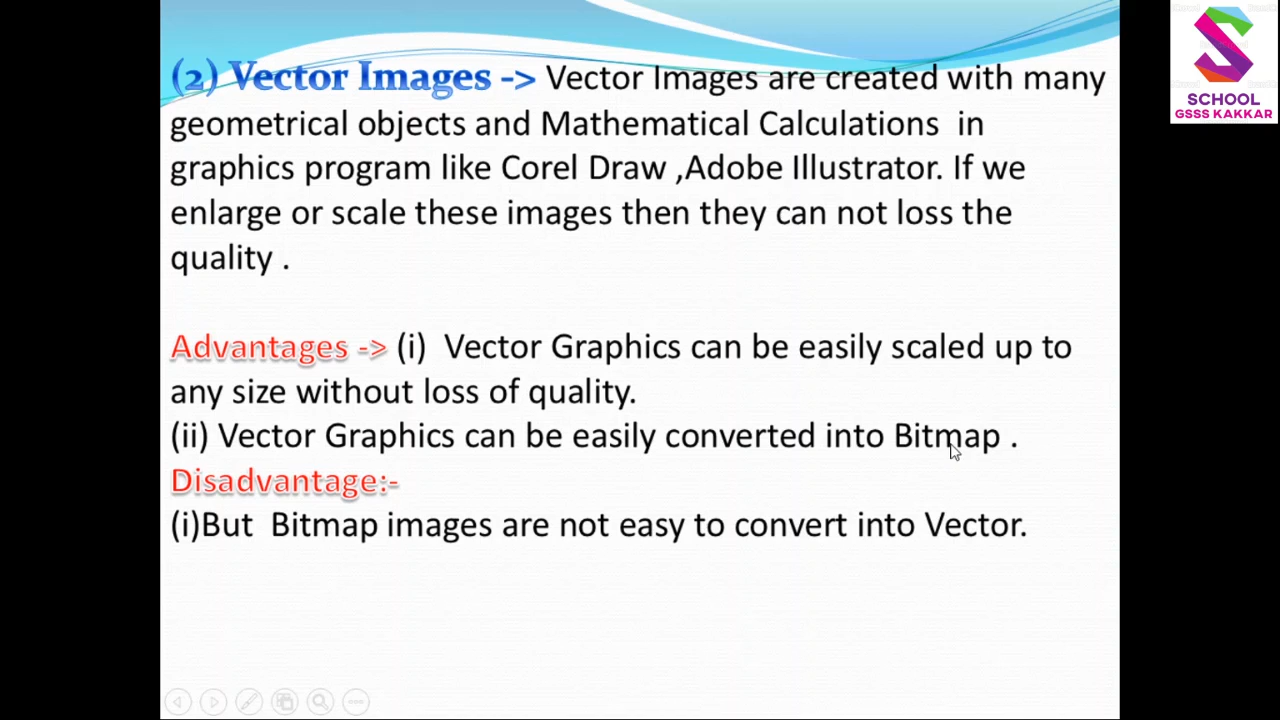 (2) Vector Images -> Vector Images are created with many
geometrical objects and Mathematical Calculations in
graphics program like Corel Draw ,Adobe Illustrator. If we
enlarge or scale these images then they can not loss the
quality .
Advantages -> (i) Vector Graphics can be easily scaled up to
any size without loss of quality.
(ii) Vector Graphics can be easily converted into Bitmap .
Disadvantage:-
(i)But Bitmap images are not easy to convert into Vector.
SCHOOL
GSSS KAKKAR